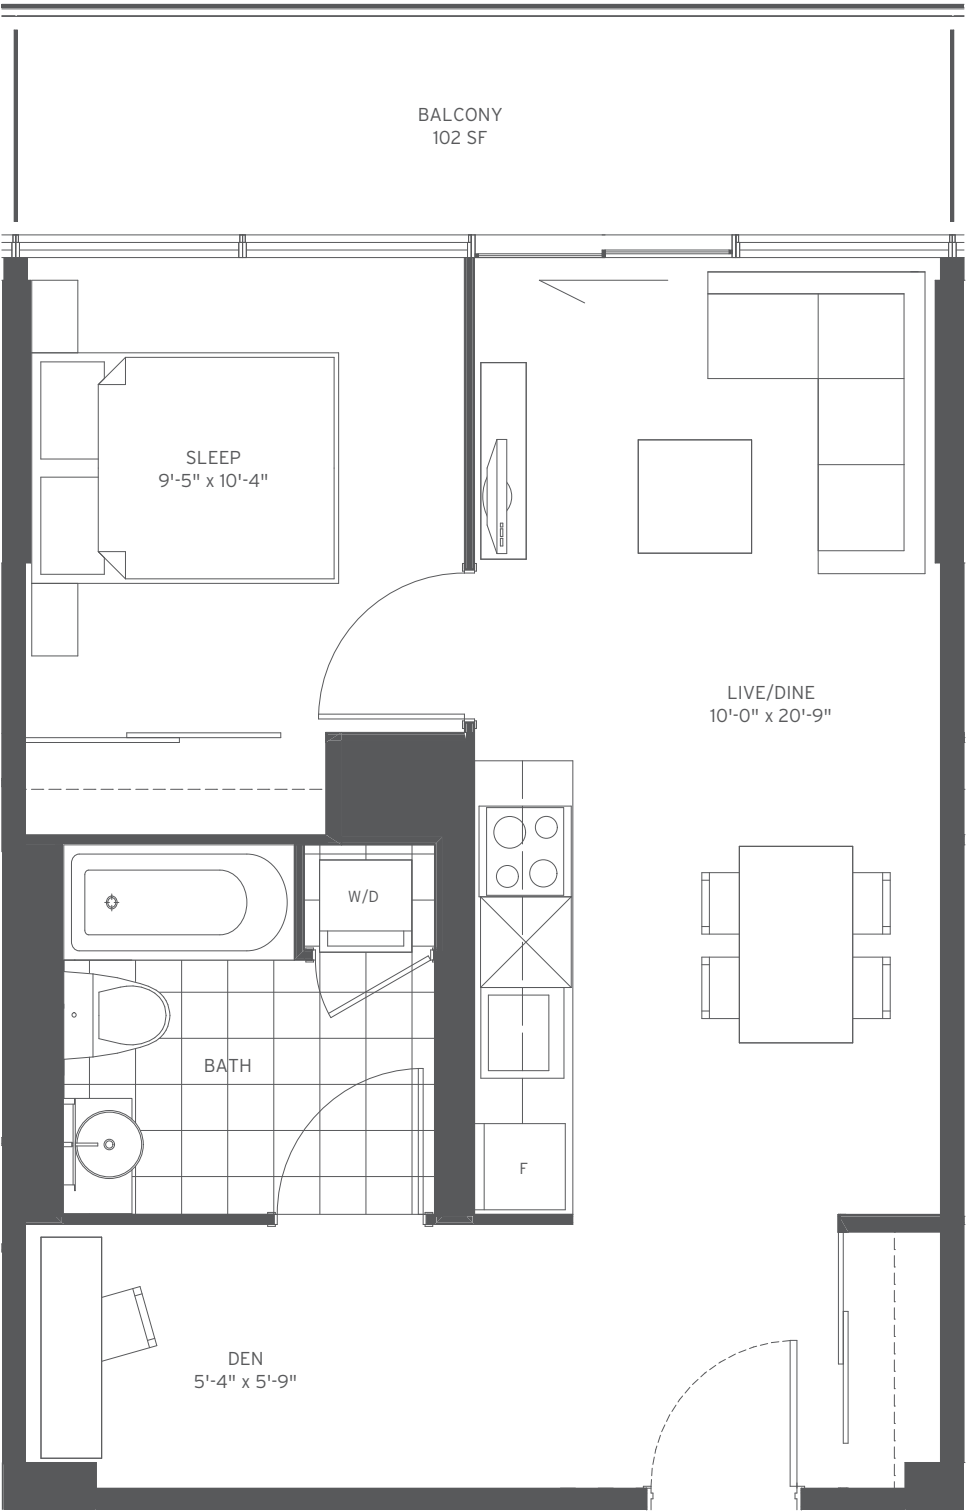 BALCONY
102 SF
SLEEP
9'-5" x 10'-4"
LIVE/DINE
10'-0" x 20'-9"
W/D
BATH
F
DEN
5'-4" x 5'-9"